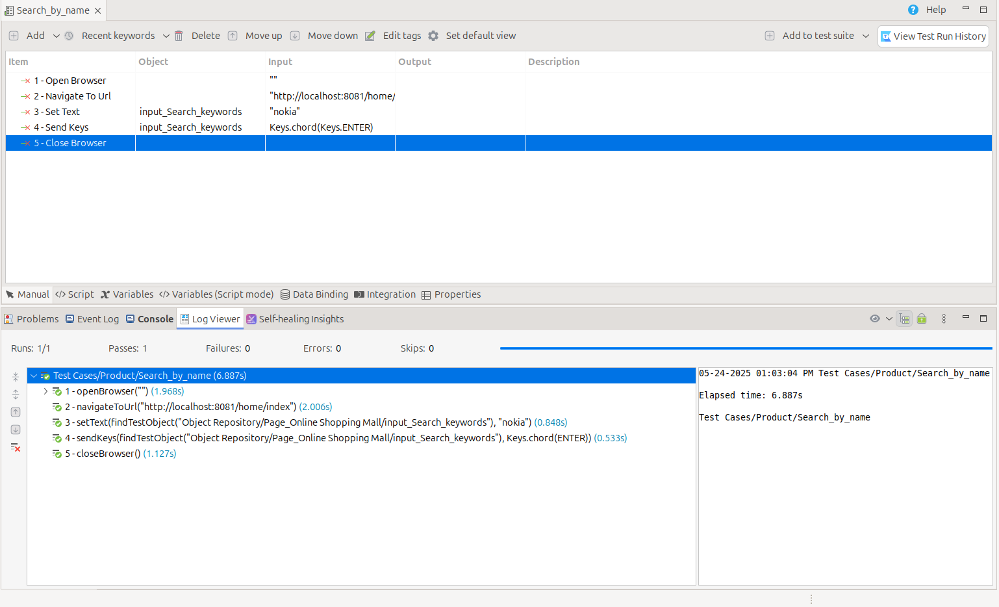 Search_by_name
Help
Add
Recent keywords
Delete
Move up
Move down
Edit tags
Set default view
Add to test suite
View Test Run History
Item Object Input Output Description
1 - Open Browser ""
2 - Navigate To Url "http://localhost:8081/home/
3 - Set Text input_Search_keywords "nokia"
4 - Send Keys input_Search_keywords Keys.chord(Keys.ENTER)
5 - Close Browser
Manual </> Script Variables </> Variables (Script mode) Data Binding Integration Properties
Problems Event Log Console Log Viewer Self-healing Insights
Runs: 1/1 Passes: 1 Failures: 0 Errors: 0 Skips: 0
Test Cases/Product/Search_by_name (6.887s)
1 - openBrowser("") (1.968s)
2 - navigateToUrl("http://localhost:8081/home/index") (2.006s)
3 - setText(findTestObject("Object Repository/Page_Online Shopping Mall/input_Search_keywords"), "nokia") (0.848s)
4 - sendKeys(findTestObject("Object Repository/Page_Online Shopping Mall/input_Search_keywords"), Keys.chord(ENTER)) (0.533s)
5 - closeBrowser() (1.127s)
05-24-2025 01:03:04 PM Test Cases/Product/Search_by_name
Elapsed time: 6.887s
Test Cases/Product/Search_by_name